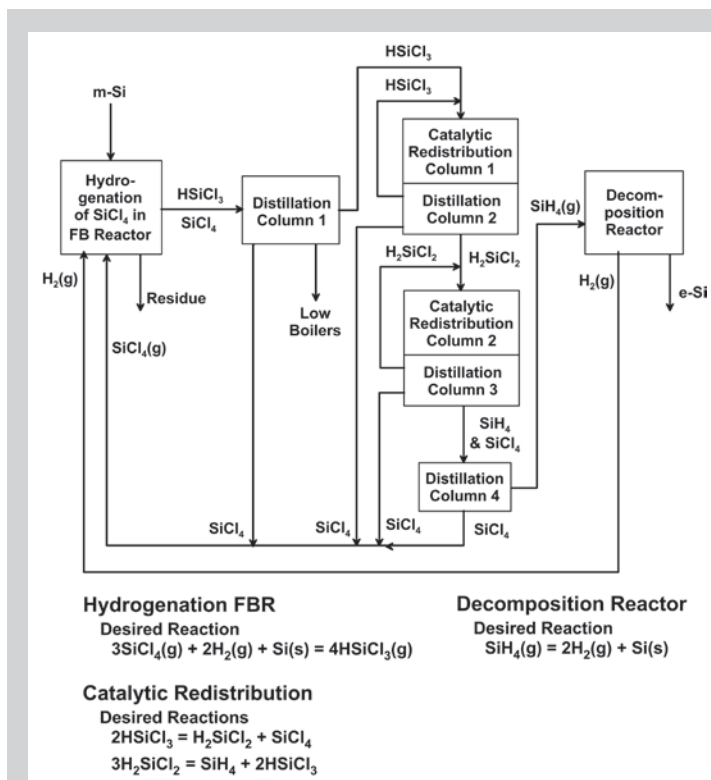 HSiCl₃
HSiCl₃
m-Si
Catalytic
Redistribution
Column 1
Hydro-
genation
of SiCl₄ in
FB Reactor
HSiCl₃
SiCl₄
Distillation
Column 1
Distillation
Column 2
SiH₄(g)
Decom-
position
Reactor
H₂(g)
Residue
Low
Boilers
H₂SiCl₂
H₂SiCl₂
H₂(g)
e-Si
SiCl₄(g)
Catalytic
Redistribution
Column 2
Distillation
Column 3
SiH₄
& SiCl₄
Distillation
Column 4
SiCl₄
SiCl₄
SiCl₄
SiCl₄
Hydrogenation FBR
Desired Reaction
3SiCl₄(g) + 2H₂(g) + Si(s) = 4HSiCl₃(g)
Decomposition Reactor
Desired Reaction
SiH₄(g) = 2H₂(g) + Si(s)
Catalytic Redistribution
Desired Reactions
2HSiCl₃ = H₂SiCl₂ + SiCl₄
3H₂SiCl₂ = SiH₄ + 2HSiCl₃